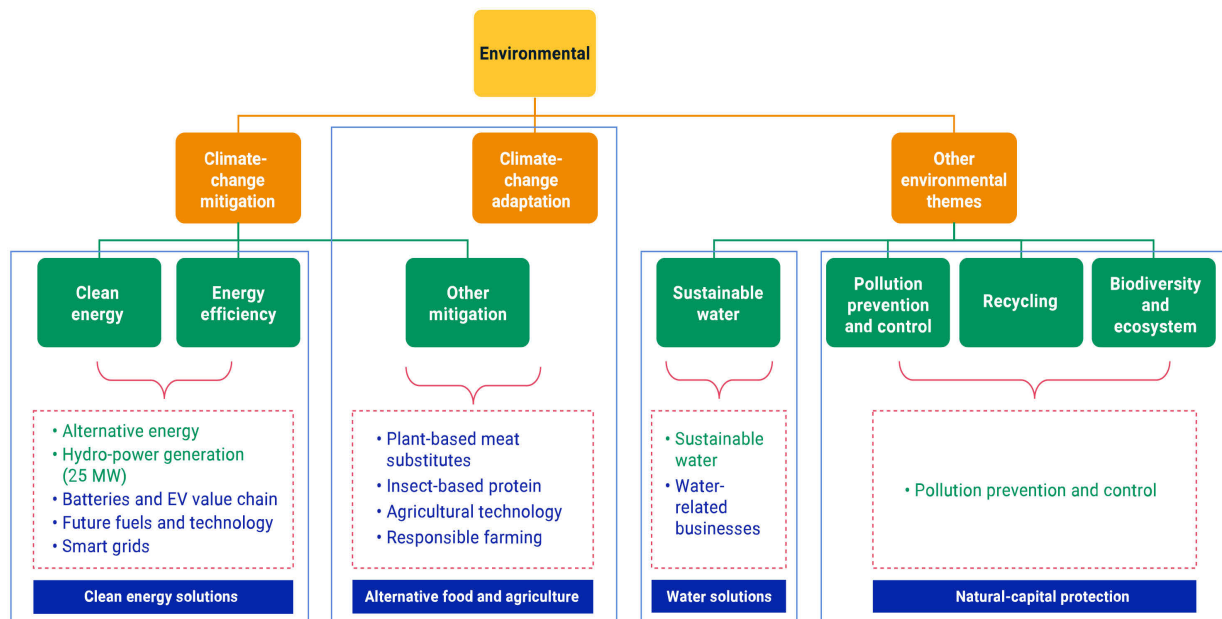 Environmental
Climate-
change
mitigation
Climate-
change
adaptation
Other
environmental
themes
Clean
energy
Energy
efficiency
Other
mitigation
Sustainable
water
Pollution
prevention
and control
Recycling
Biodiversity
and
ecosystem
• Alternative energy
• Hydro-power generation
(25 MW)
• Batteries and EV value chain
• Future fuels and technology
• Smart grids
• Plant-based meat
substitutes
• Insect-based protein
• Agricultural technology
• Responsible farming
• Sustainable
water
• Water-
related
businesses
• Pollution prevention and control
Clean energy solutions
Alternative food and agriculture
Water solutions
Natural-capital protection